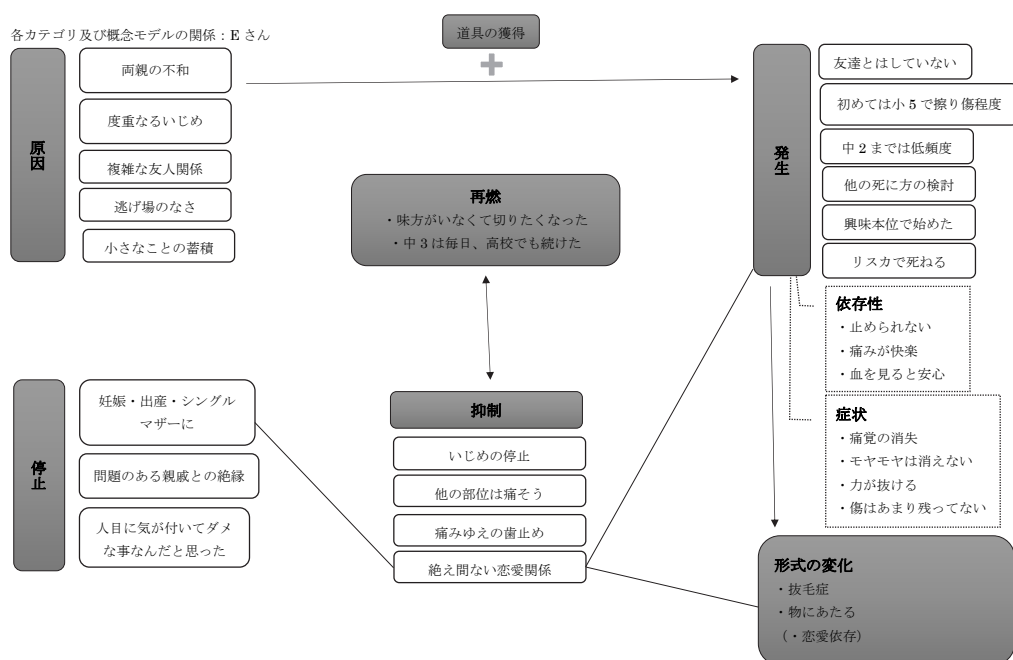 各カテゴリ及び概念モデルの関係：E さん
道具の獲得
原因
両親の不和
度重なるいじめ
複雑な友人関係
逃げ場のなさ
小さなことの蓄積
再燃
・味方がいなくて切りたくなった
・中 3 は毎日、高校でも続けた
発生
友達とはしていない
初めては小 5 で擦り傷程度
中 2 までは低頻度
他の死に方の検討
興味本位で始めた
リスカで死ねる
依存性
・止められない
・痛みが快楽
・血を見ると安心
症状
・痛覚の消失
・モヤモヤは消えない
・力が抜ける
・傷はあまり残ってない
停止
妊娠・出産・シングル
マザーに
問題のある親戚との絶縁
人目に気が付いてダメ
な事なんだと思った
抑制
いじめの停止
他の部位は痛そう
痛みゆえの歯止め
絶え間ない恋愛関係
形式の変化
・抜毛症
・物にあたる
（・恋愛依存）